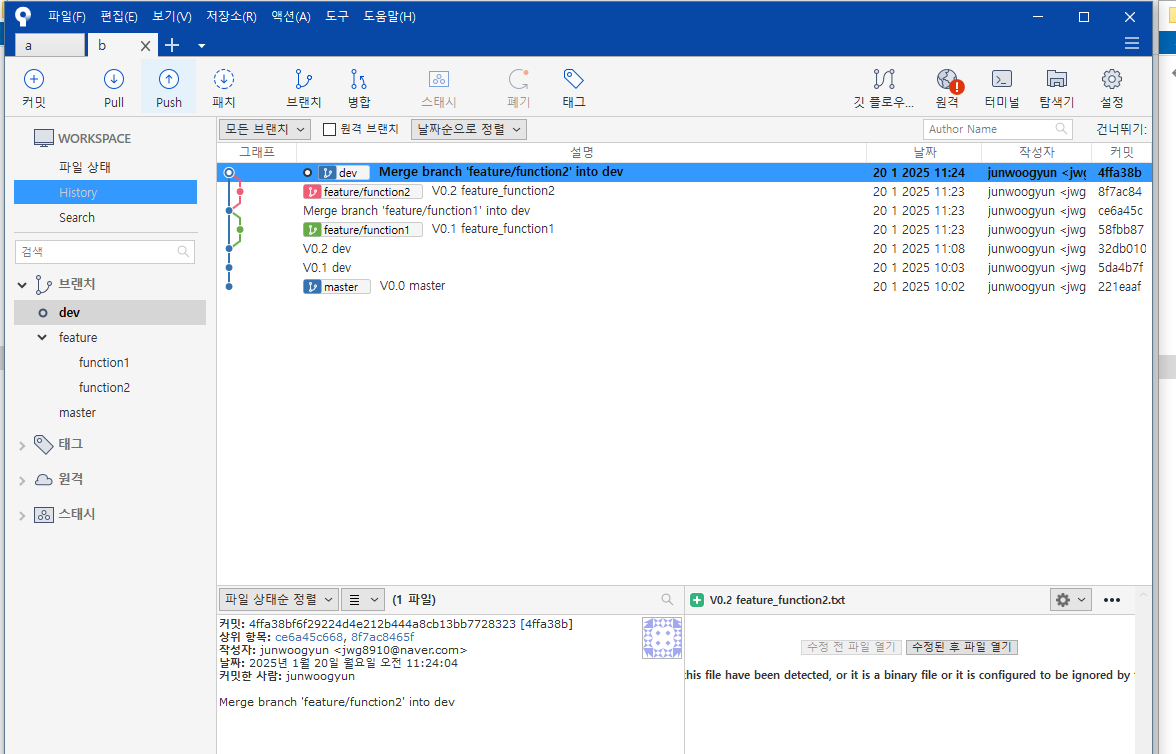 파일(F) 편집(E) 보기(V) 저장소(R) 액션(A) 도구 도움말(H)
a b
커밋 Pull Push 패치 브랜치 병합 스태시 폐기 태그 깃 플로우... 원격 터미널 탐색기 설정
WORKSPACE
파일 상태
History
Search
검색
브랜치
dev
feature
function1
function2
master
태그
원격
스태시
모든 브랜치 원격 브랜치 날짜순으로 정렬 Author Name 건너뛰기:
그래프 설명 날짜 작성자 커밋
dev Merge branch 'feature/function2' into dev 20 1 2025 11:24 junwoogyun <jwg 4ffa38b
feature/function2 V0.2 feature_function2 20 1 2025 11:23 junwoogyun <jwg 8f7ac84
Merge branch 'feature/function1' into dev 20 1 2025 11:23 junwoogyun <jwg ce6a45c
feature/function1 V0.1 feature_function1 20 1 2025 11:23 junwoogyun <jwg 58fbb87
V0.2 dev 20 1 2025 11:08 junwoogyun <jwg 32db010
V0.1 dev 20 1 2025 10:03 junwoogyun <jwg 5da4b7f
master V0.0 master 20 1 2025 10:02 junwoogyun <jwg 221eaaf
파일 상태순 정렬 (1 파일)
커밋: 4ffa38bf6f29224d4e212b444a8cb13bb7728323 [4ffa38b]
상위 항목: ce6a45c668, 8f7ac8465f
작성자: junwoogyun <jwg8910@naver.com>
날짜: 2025년 1월 20일 월요일 오전 11:24:04
커밋한 사람: junwoogyun
Merge branch 'feature/function2' into dev
V0.2 feature_function2.txt
수정 전 파일 열기 수정된 후 파일 열기
this file have been detected, or it is a binary file or it is configured to be ignored by